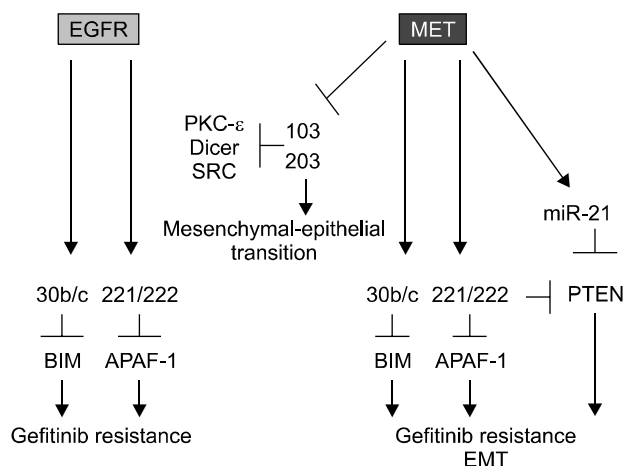 EGFR
MET
PKC-ε
Dicer
SRC
103
203
Mesenchymal-epithelial
transition
miR-21
30b/c
221/222
30b/c
221/222
PTEN
BIM
APAF-1
BIM
APAF-1
Gefitinib resistance
Gefitinib resistance
EMT